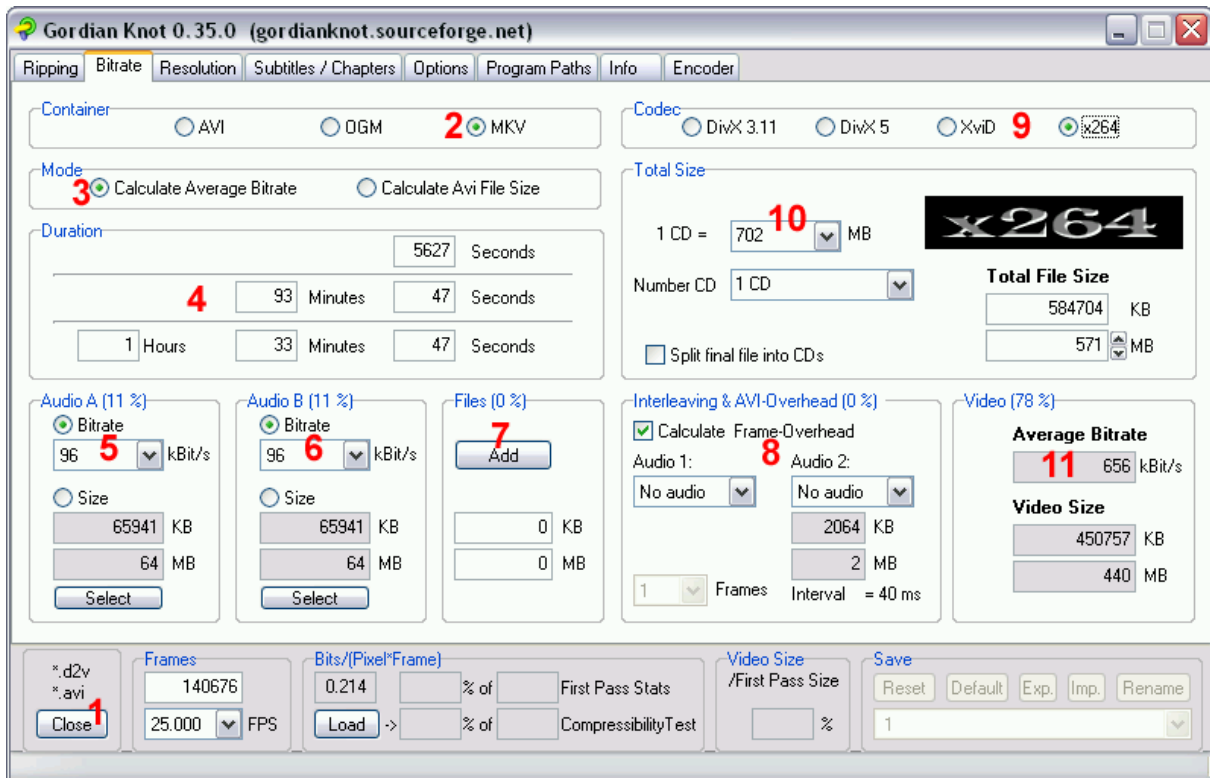 Gordian Knot 0.35.0 (gordianknot.sourceforge.net)
Ripping Bitrate Resolution Subtitles / Chapters Options Program Paths Info Encoder
Container
AVI OGM 2 MKV
Codec
DivX 3.11 DivX 5 XviD 9 x264
Mode
3 Calculate Average Bitrate Calculate Avi File Size
Duration
5627 Seconds
4 93 Minutes 47 Seconds
1 Hours 33 Minutes 47 Seconds
Total Size
1 CD = 702 10 MB
x264
Number CD 1 CD
Total File Size
584704 KB
571 MB
Split final file into CDs
Audio A (11 %)
Bitrate
96 5 kBit/s
Size
65941 KB
64 MB
Select
Audio B (11 %)
Bitrate
96 6 kBit/s
Size
65941 KB
64 MB
Select
Files (0 %)
7
Add
0 KB
0 MB
Interleaving & AVI-Overhead (0 %)
Calculate Frame-Overhead
8
Audio 1: Audio 2:
No audio No audio
2064 KB
2 MB
1 Frames Interval = 40 ms
Video (78 %)
Average Bitrate
11 656 kBit/s
Video Size
450757 KB
440 MB
*.d2v
*.avi
1
Close
Frames
140676
25.000 FPS
Bits/(Pixel*Frame)
0.214 % of First Pass Stats
Load -> % of CompressibilityTest
Video Size
/First Pass Size
%
Save
Reset Default Exp. Imp. Rename
1